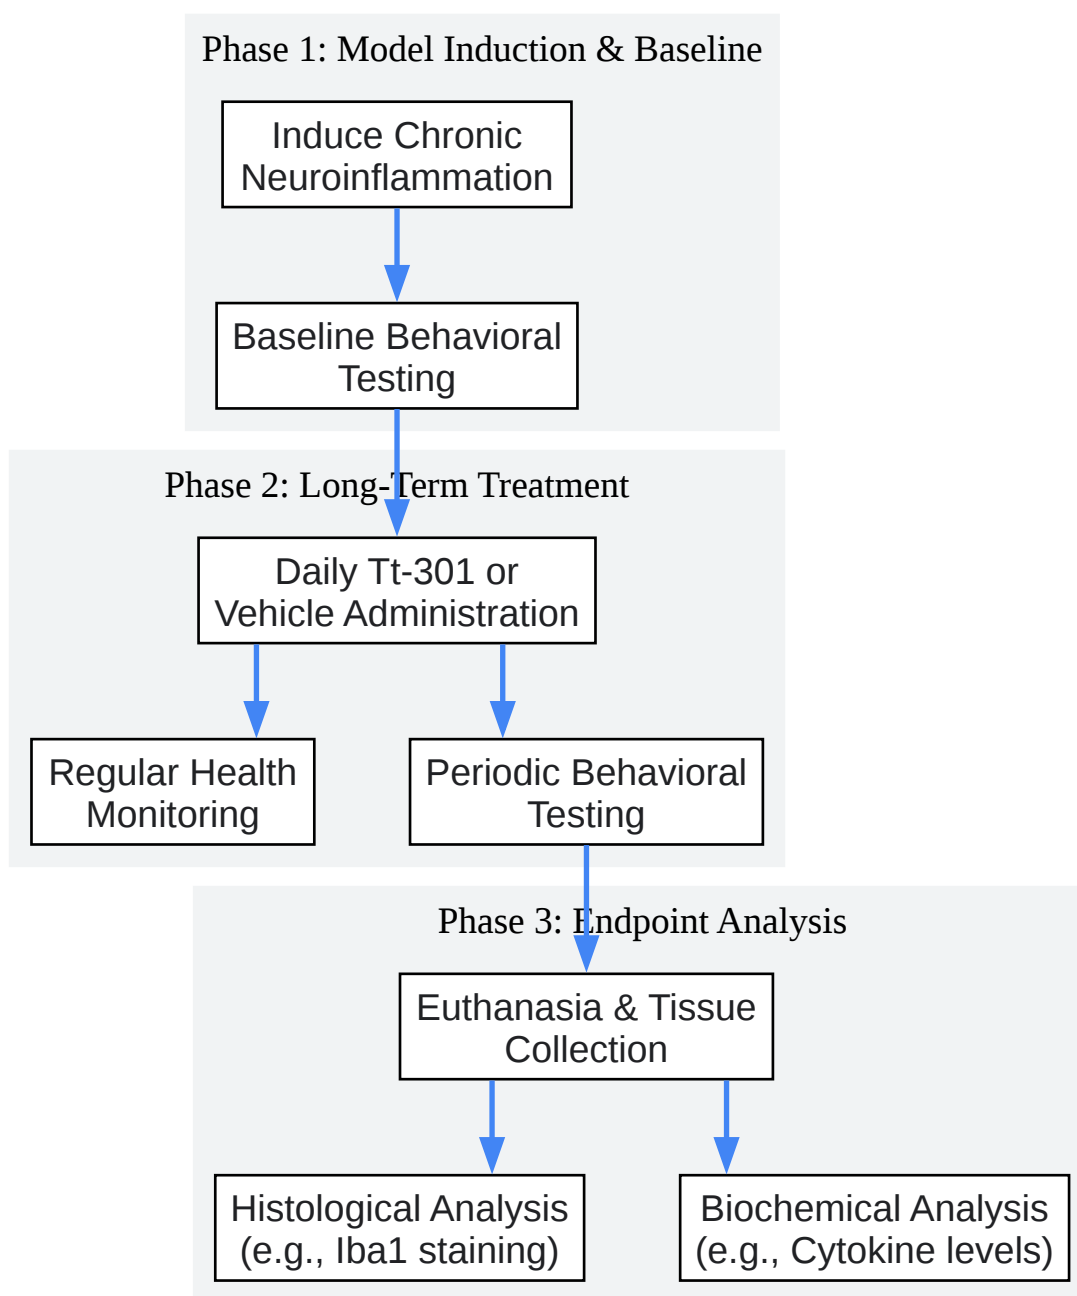 Phase 1: Model Induction & Baseline
Induce Chronic
Neuroinflammation
Baseline Behavioral
Testing
Phase 2: Long-Term Treatment
Daily Tt-301 or
Vehicle Administration
Regular Health
Monitoring
Periodic Behavioral
Testing
Phase 3: Endpoint Analysis
Euthanasia & Tissue
Collection
Histological Analysis
(e.g., Iba1 staining)
Biochemical Analysis
(e.g., Cytokine levels)